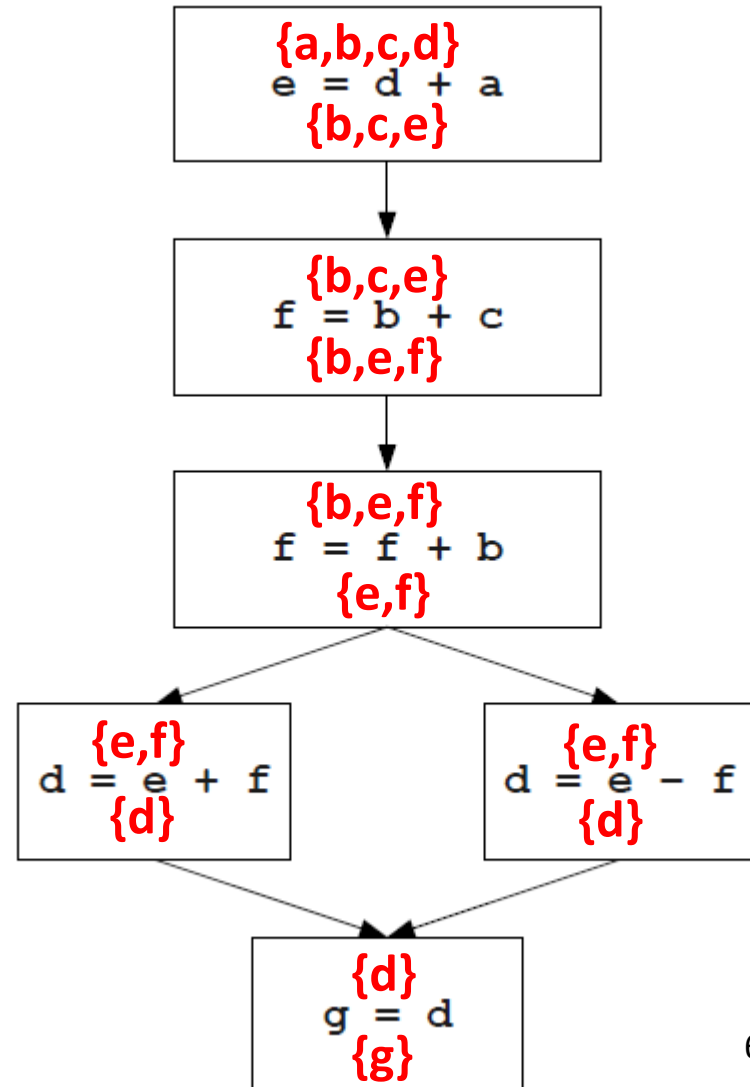 {a,b,c,d}
e = d + a
{b,c,e}
{b,c,e}
f = b + c
{b,e,f}
{b,e,f}
f = f + b
{e,f}
{e,f}
d = e + f
{d}
{e,f}
d = e - f
{d}
{d}
g = d
{g}